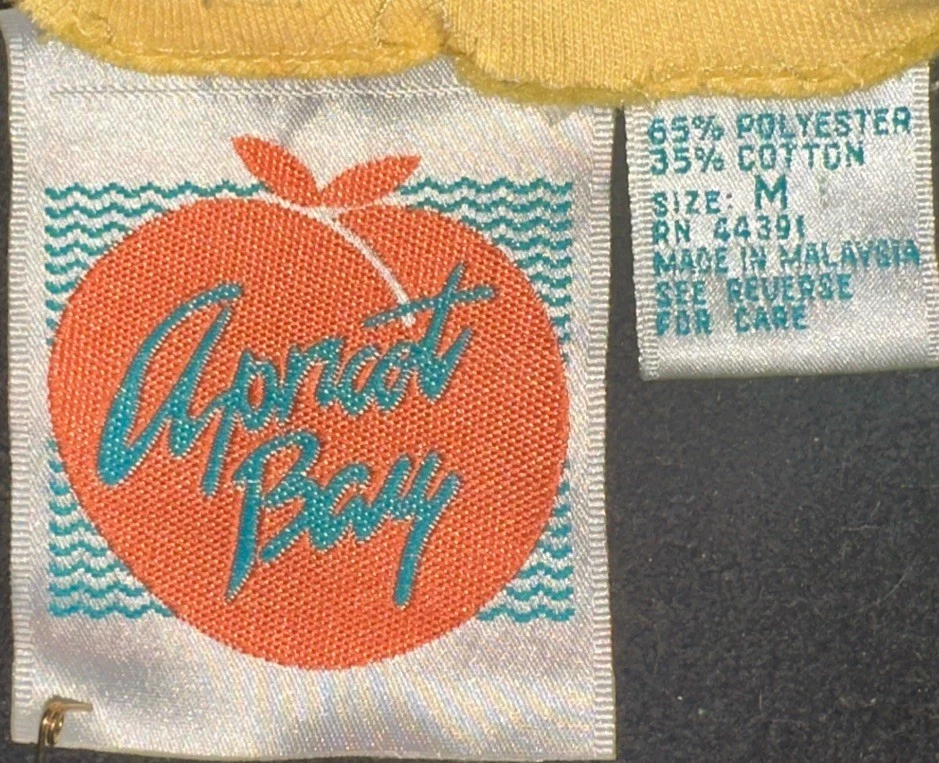 Apricot
Bay
65% POLYESTER
35% COTTON
SIZE: M
RN 44391
MADE IN MALAYSIA
SEE REVERSE
FOR CARE